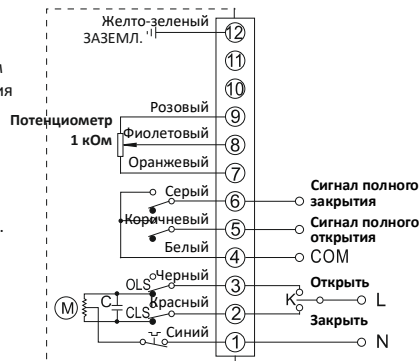 Желто-зеленый
ЗАЗЕМЛ.
12
11
10
Розовый
9
Потенциометр
1 кОм
Фиолетовый
8
Оранжевый
7
Серый
6
Сигнал полного
закрытия
Коричневый
5
Сигнал полного
открытия
Белый
4
COM
OLS
Черный
3
Открыть
K
L
M
C
CLS
Красный
2
Закрыть
Синий
1
N